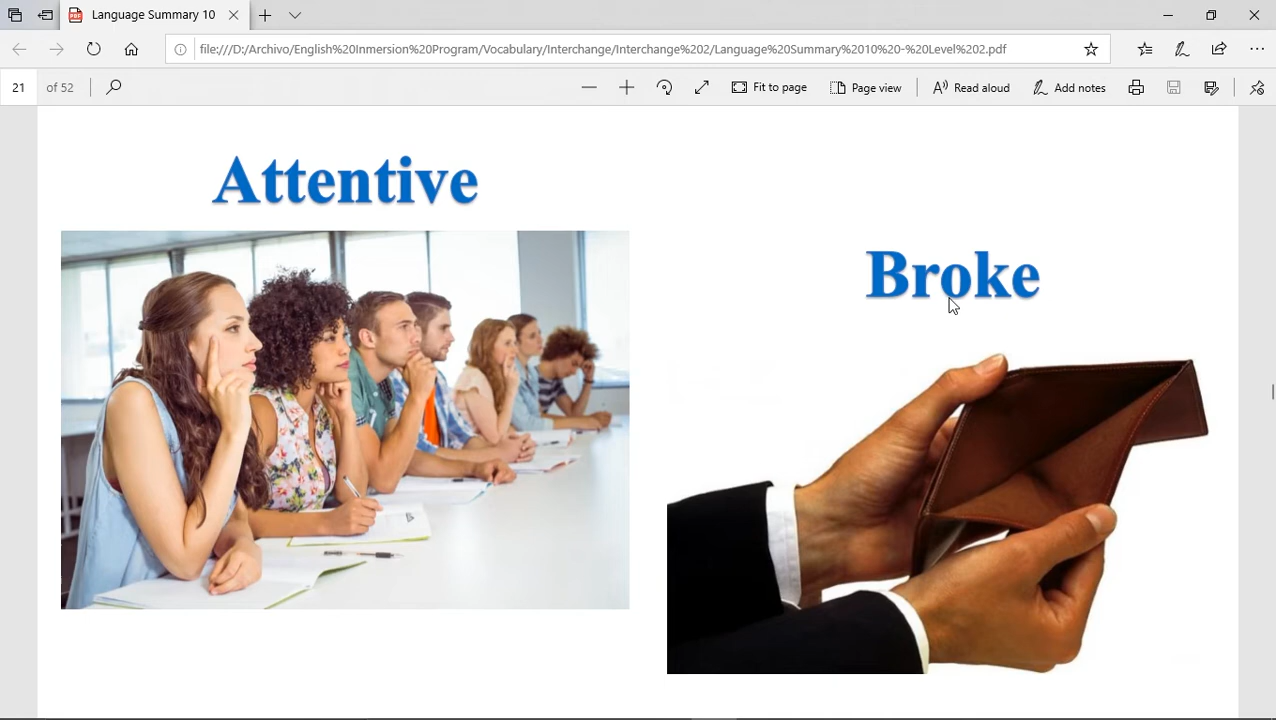 Language Summary 10
file:///D:/Archivo/English%20Inmersion%20Program/Vocabulary/Interchange/Interchange%202/Language%20Summary%2010%20-%20Level%202.pdf
21 of 52
Fit to page
Page view
Read aloud
Add notes
Attentive
Broke